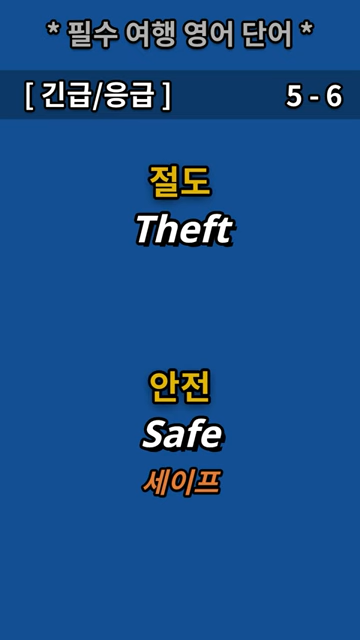 * 필수 여행 영어 단어 *
[ 긴급/응급 ] 5 - 6
절도
Theft
안전
Safe
세이프